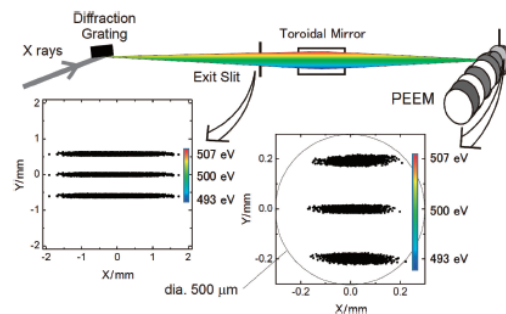 Diffraction
Grating
Toroidal Mirror
X rays
Exit Slit
PEEM
2
1
0
-1
-2
Y/mm
507 eV
500 eV
493 eV
-2 -1 0 1 2
X/mm
0.2
0.0
-0.2
Y/mm
507 eV
500 eV
493 eV
-0.2 0.0 0.2
X/mm
dia. 500 μm